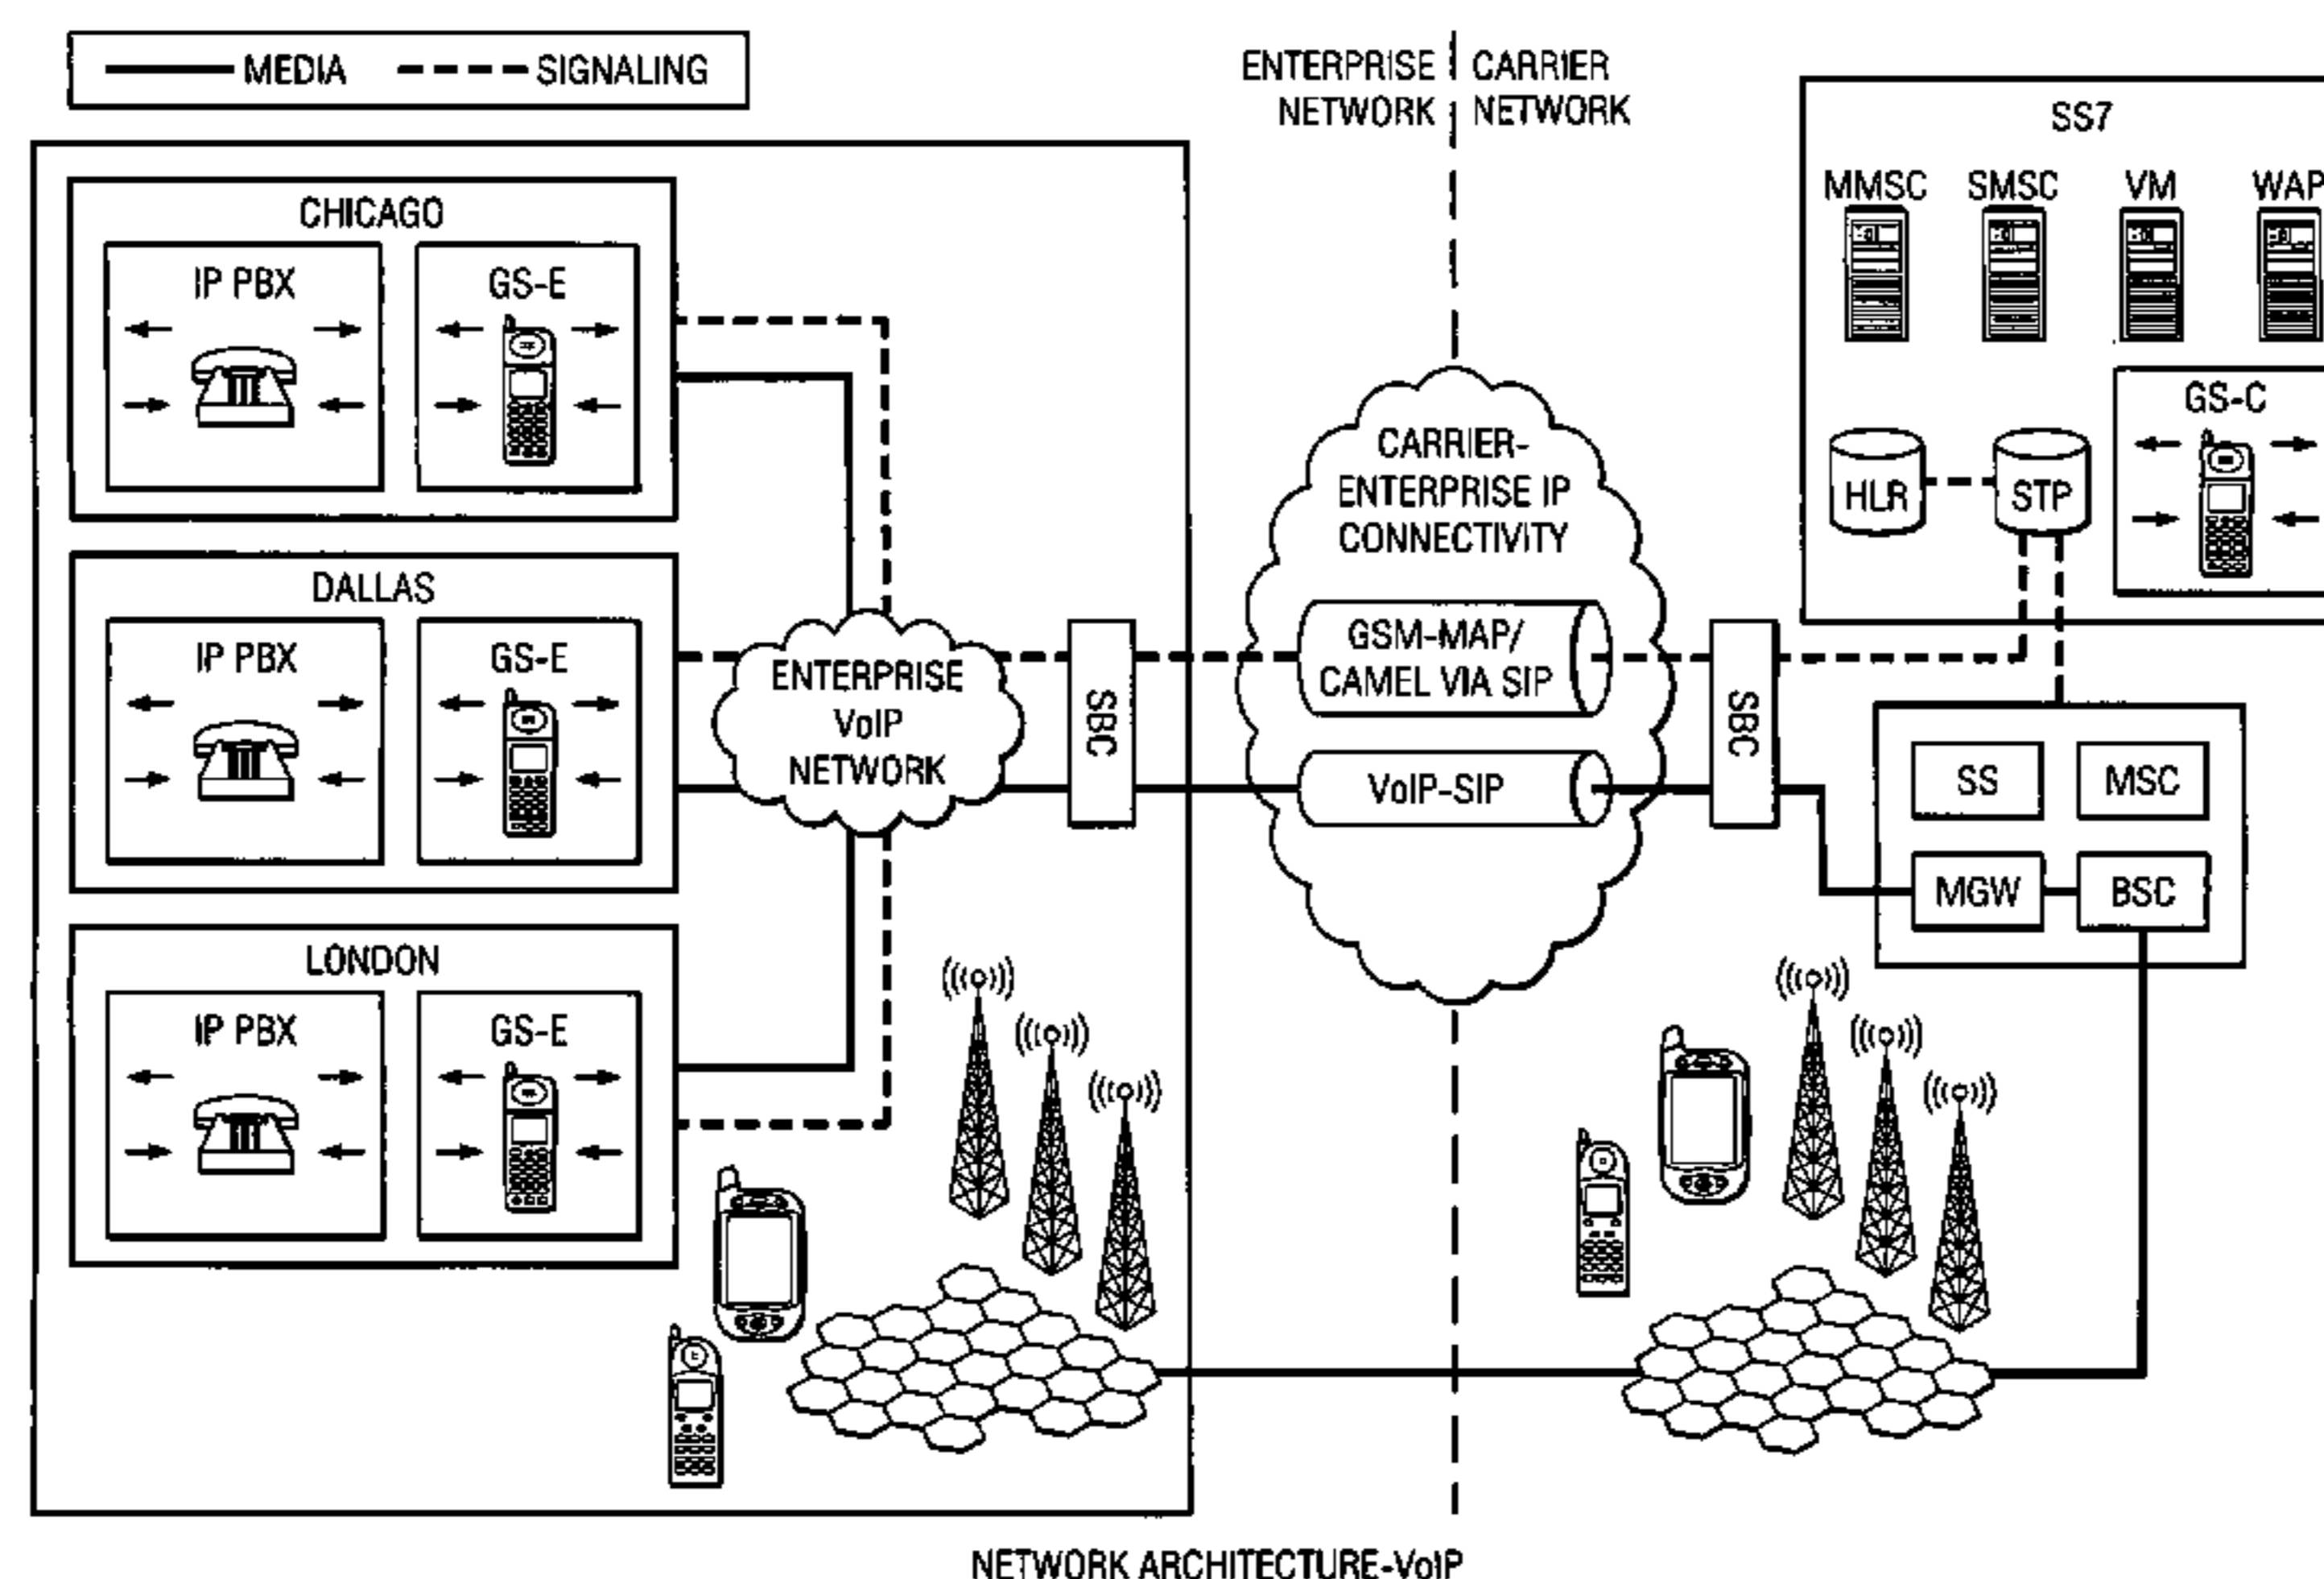 MEDIA
SIGNALING
ENTERPRISE
NETWORK
CARRIER
NETWORK
SS7
MMSC
SMSC
VM
WAP
CHICAGO
IP PBX
GS-E
GS-C
HLR
STP
CARRIER-
ENTERPRISE IP
CONNECTIVITY
DALLAS
IP PBX
GS-E
ENTERPRISE
VoIP
NETWORK
SBC
GSM-MAP/
CAMEL VIA SIP
VoIP-SIP
SBC
SS
MSC
MGW
BSC
LONDON
IP PBX
GS-E
NETWORK ARCHITECTURE-VoIP